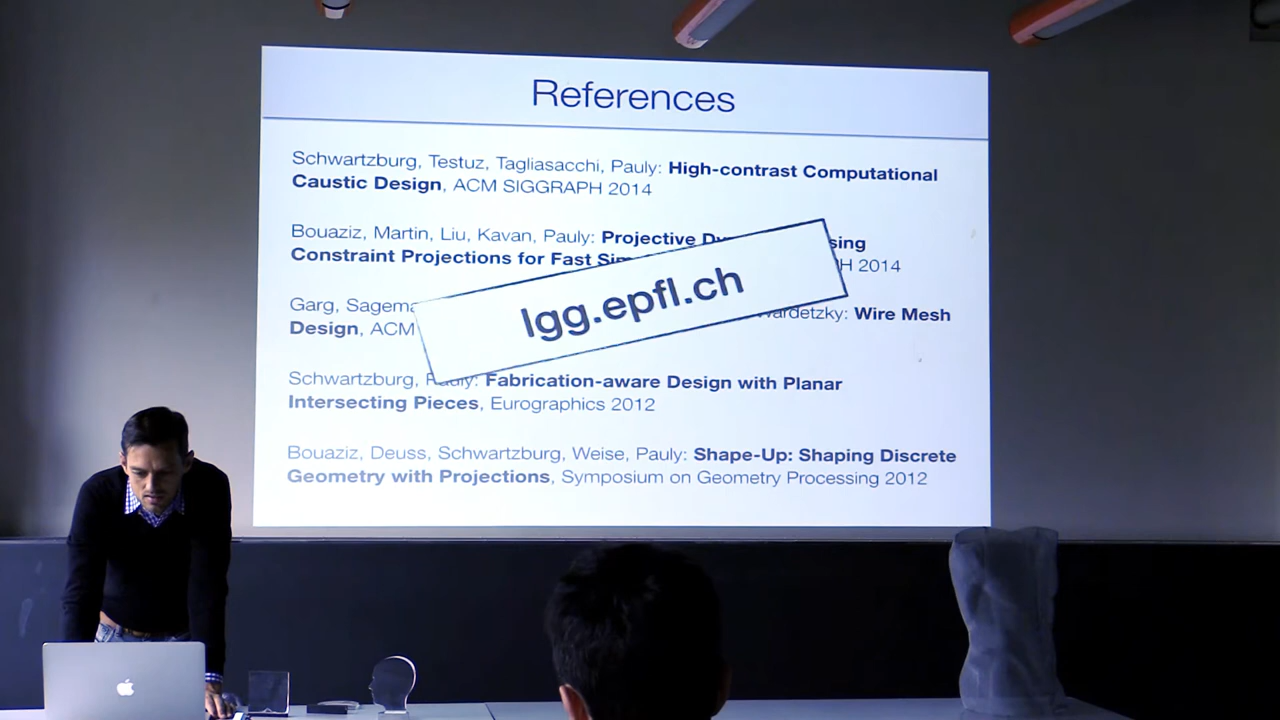 References
Schwartzburg, Testuz, Tagliasacchi, Pauly: High-contrast Computational
Caustic Design, ACM SIGGRAPH 2014
Bouaziz, Martin, Liu, Kavan, Pauly: Projective
Constraint Projections for Fast 2014
lgg.epfl.ch
Garg, Wire Mesh
Design, ACM
Schwartzburg, Pauly: Fabrication-aware Design with Planar
Intersecting Pieces, Eurographics 2012
Bouaziz, Deuss, Schwartzburg, Weise, Pauly: Shape-Up: Shaping Discrete
Geometry with Projections, Symposium on Geometry Processing 2012